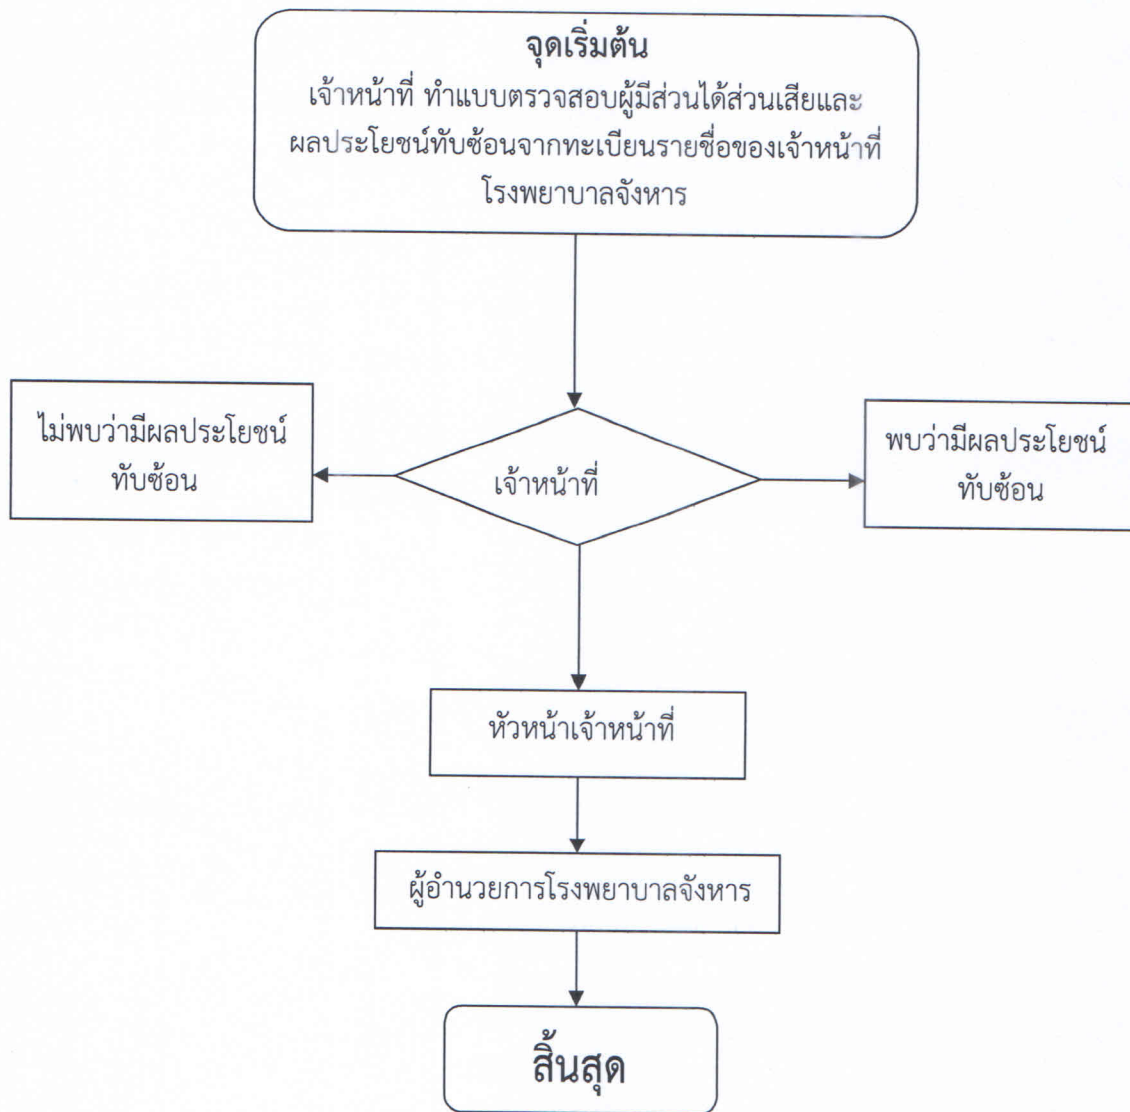 จุดเริ่มต้น
เจ้าหน้าที่ ทำแบบตรวจสอบผู้มีส่วนได้ส่วนเสียและ
ผลประโยชน์ทับซ้อนจากทะเบียนรายชื่อของเจ้าหน้าที่
โรงพยาบาลจังหาร
ไม่พบว่ามีผลประโยชน์
ทับซ้อน
เจ้าหน้าที่
พบว่ามีผลประโยชน์
ทับซ้อน
หัวหน้าเจ้าหน้าที่
ผู้อำนวยการโรงพยาบาลจังหาร
สิ้นสุด